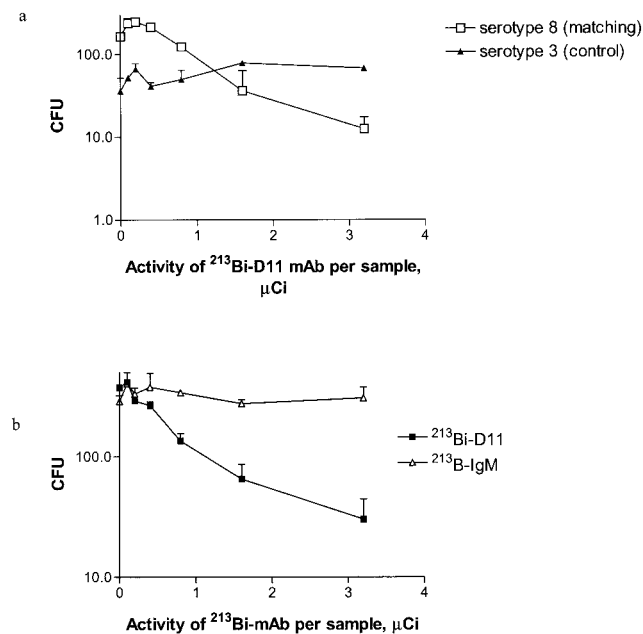 a
serotype 8 (matching)
serotype 3 (control)
CFU
100.0
10.0
1.0
0 1 2 3 4
Activity of ²¹³Bi-D11 mAb per sample,
μCi
b
²¹³Bi-D11
²¹³B-IgM
CFU
100.0
10.0
0 1 2 3 4
Activity of ²¹³Bi-mAb per sample, μCi